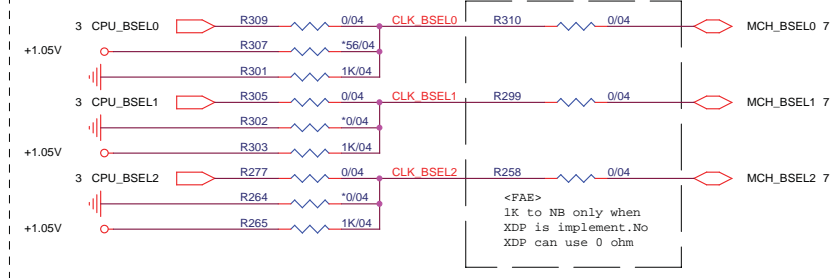 3 CPU_BSEL0 R309 0/04 CLK_BSEL0 R310 0/04 MCH_BSEL0 7
+1.05V R307 *56/04
R301 1K/04
3 CPU_BSEL1 R305 0/04 CLK_BSEL1 R299 0/04 MCH_BSEL1 7
R302 *0/04
+1.05V R303 1K/04
3 CPU_BSEL2 R277 0/04 CLK_BSEL2 R258 0/04 MCH_BSEL2 7
R264 *0/04
+1.05V R265 1K/04
<FAE>
1K to NB only when
XDP is implement.No
XDP can use 0 ohm